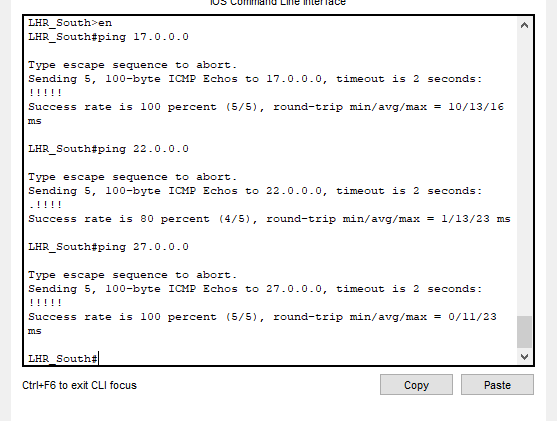 IOS Command Line Interface
LHR_South>en
LHR_South#ping 17.0.0.0
Type escape sequence to abort.
Sending 5, 100-byte ICMP Echos to 17.0.0.0, timeout is 2 seconds:
!!!!!
Success rate is 100 percent (5/5), round-trip min/avg/max = 10/13/16
ms
LHR_South#ping 22.0.0.0
Type escape sequence to abort.
Sending 5, 100-byte ICMP Echos to 22.0.0.0, timeout is 2 seconds:
.!!!!
Success rate is 80 percent (4/5), round-trip min/avg/max = 1/13/23 ms
LHR_South#ping 27.0.0.0
Type escape sequence to abort.
Sending 5, 100-byte ICMP Echos to 27.0.0.0, timeout is 2 seconds:
!!!!!
Success rate is 100 percent (5/5), round-trip min/avg/max = 0/11/23
ms
LHR_South#
Ctrl+F6 to exit CLI focus
Copy
Paste